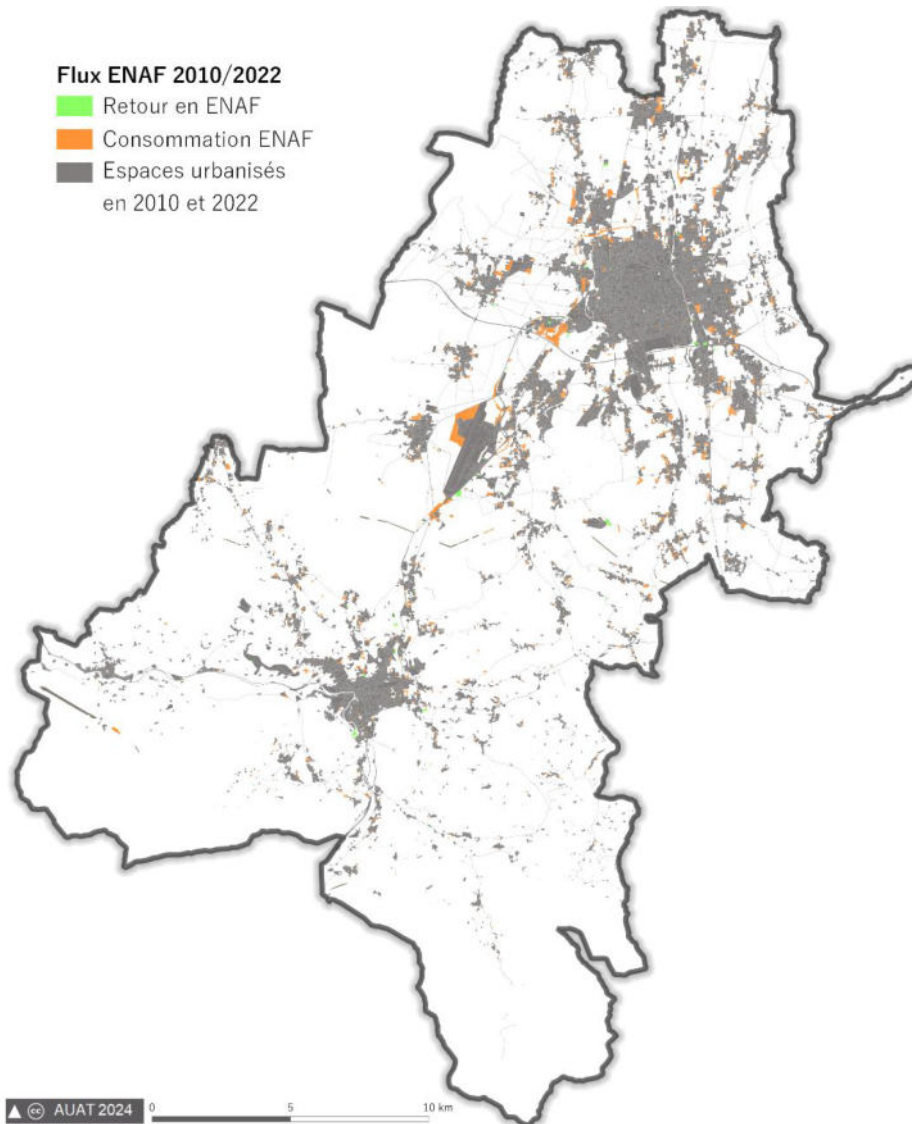 Flux ENAF 2010/2022
Retour en ENAF
Consommation ENAF
Espaces urbanisés
en 2010 et 2022
cc AUAT 2024
0 5 10 km